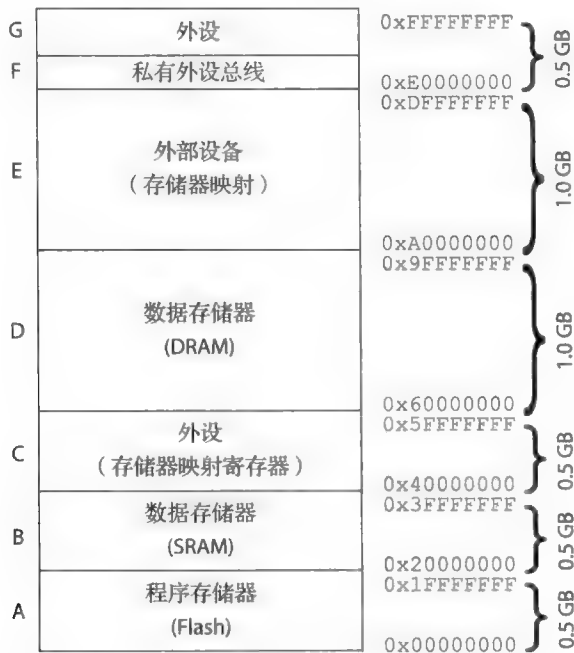 G
外设
0xFFFFFFFF
F
私有外设总线
0xE0000000
0.5 GB
0xDFFFFFFF
E
外部设备
（存储器映射）
1.0 GB
0xA0000000
0x9FFFFFFF
D
数据存储器
(DRAM)
1.0 GB
0x60000000
0x5FFFFFFF
C
外设
（存储器映射寄存器）
0.5 GB
0x40000000
0x3FFFFFFF
B
数据存储器
(SRAM)
0.5 GB
0x20000000
0x1FFFFFFF
A
程序存储器
(Flash)
0.5 GB
0x00000000